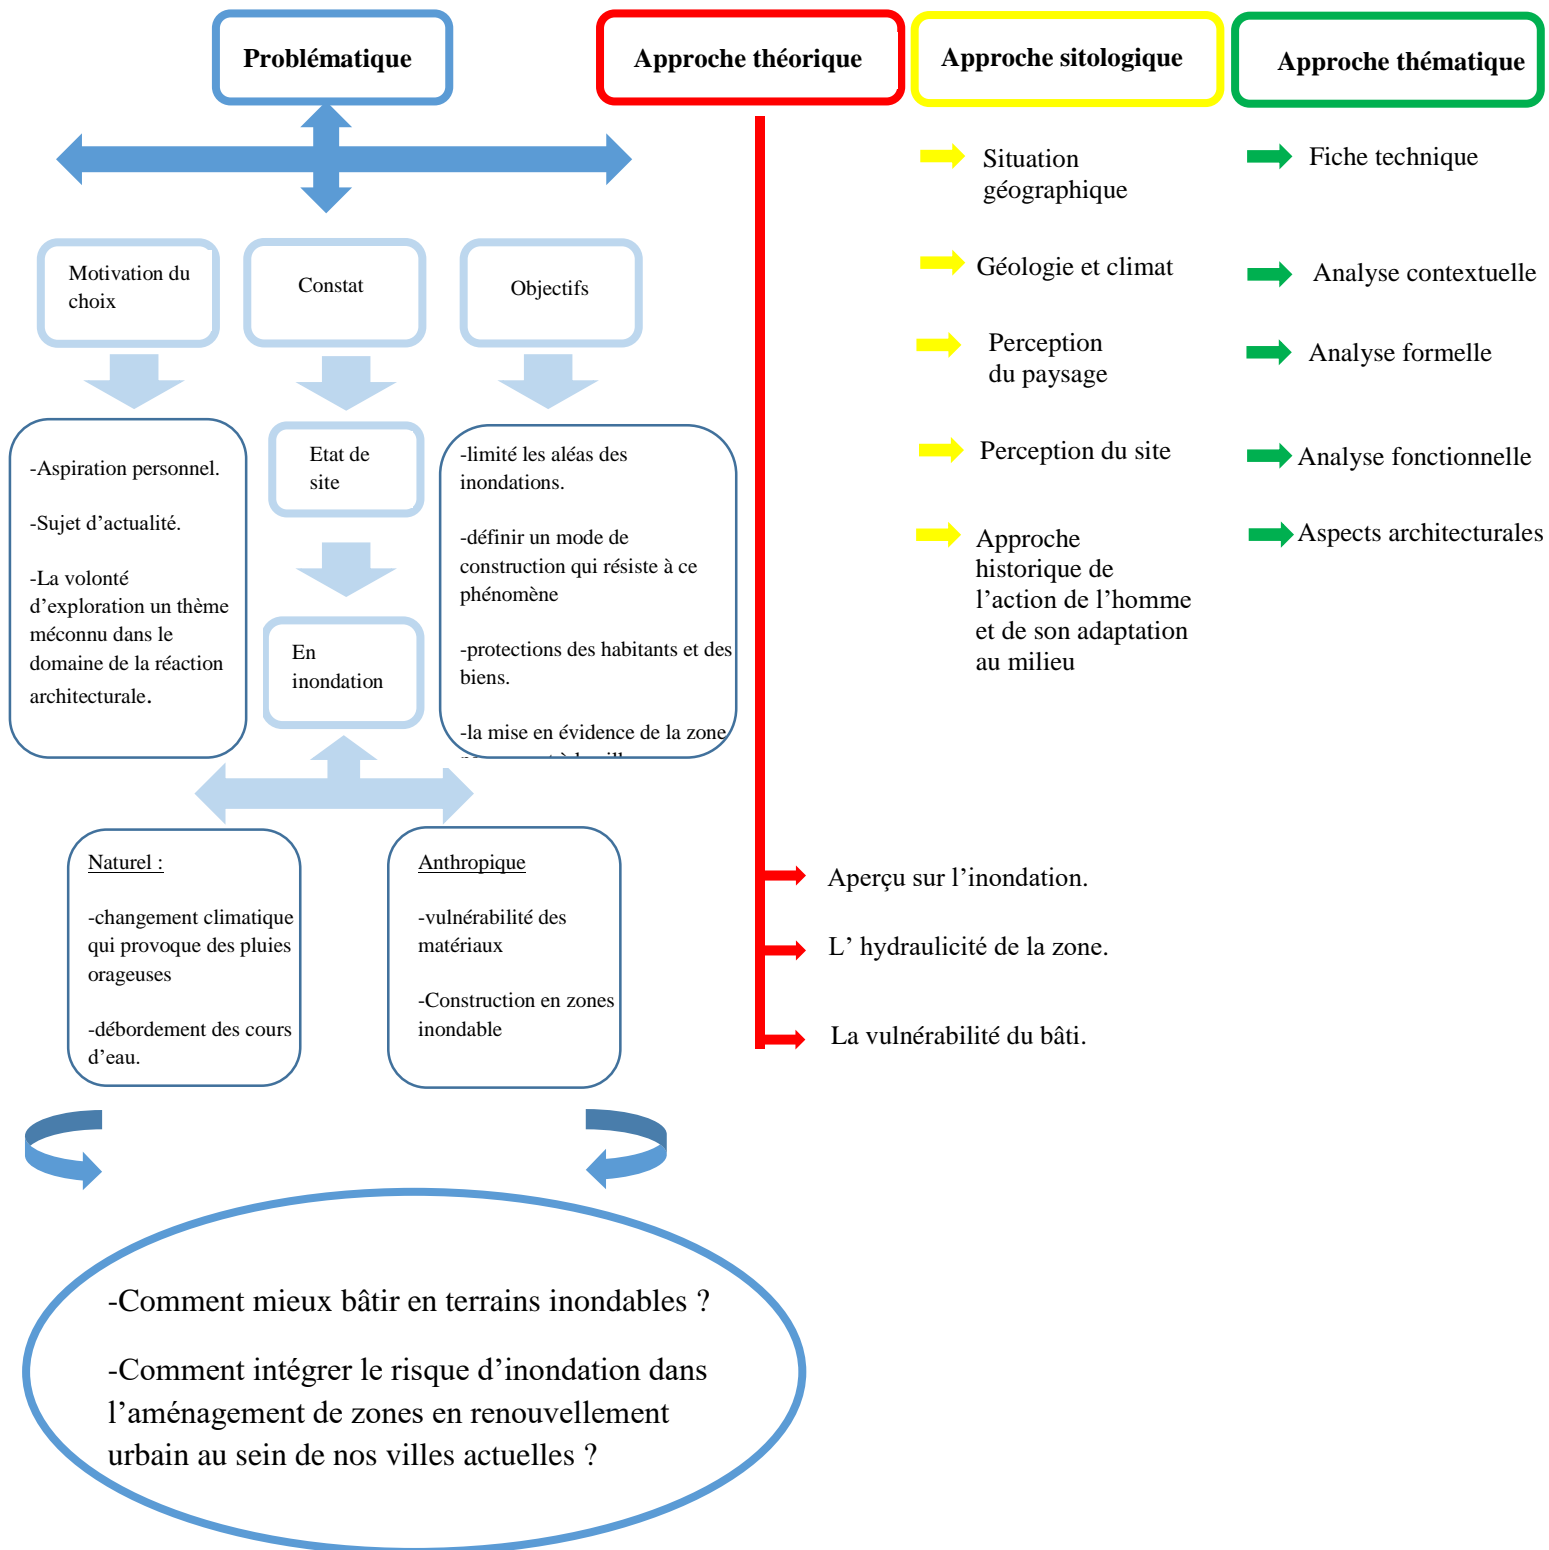 Problématique
Motivation du
choix
Constat
Objectifs
-Aspiration personnel.
-Sujet d’actualité.
-La volonté
d’exploration un thème
méconnu dans le
domaine de la réaction
architecturale.
Etat de
site
En
inondation
-limité les aléas des
inondations.
-définir un mode de
construction qui résiste à ce
phénomène
-protections des habitants et des
biens.
-la mise en évidence de la zone
Naturel :
-changement climatique
qui provoque des pluies
orageuses
-débordement des cours
d’eau.
Anthropique
-vulnérabilité des
matériaux
-Construction en zones
inondable
-Comment mieux bâtir en terrains inondables ?
-Comment intégrer le risque d’inondation dans
l’aménagement de zones en renouvellement
urbain au sein de nos villes actuelles ?
Approche théorique
Aperçu sur l’inondation.
L’ hydraulicité de la zone.
La vulnérabilité du bâti.
Approche sitologique
Situation
géographique
Géologie et climat
Perception
du paysage
Perception du site
Approche
historique de
l’action de l’homme
et de son adaptation
au milieu
Approche thématique
Fiche technique
Analyse contextuelle
Analyse formelle
Analyse fonctionnelle
Aspects architecturales